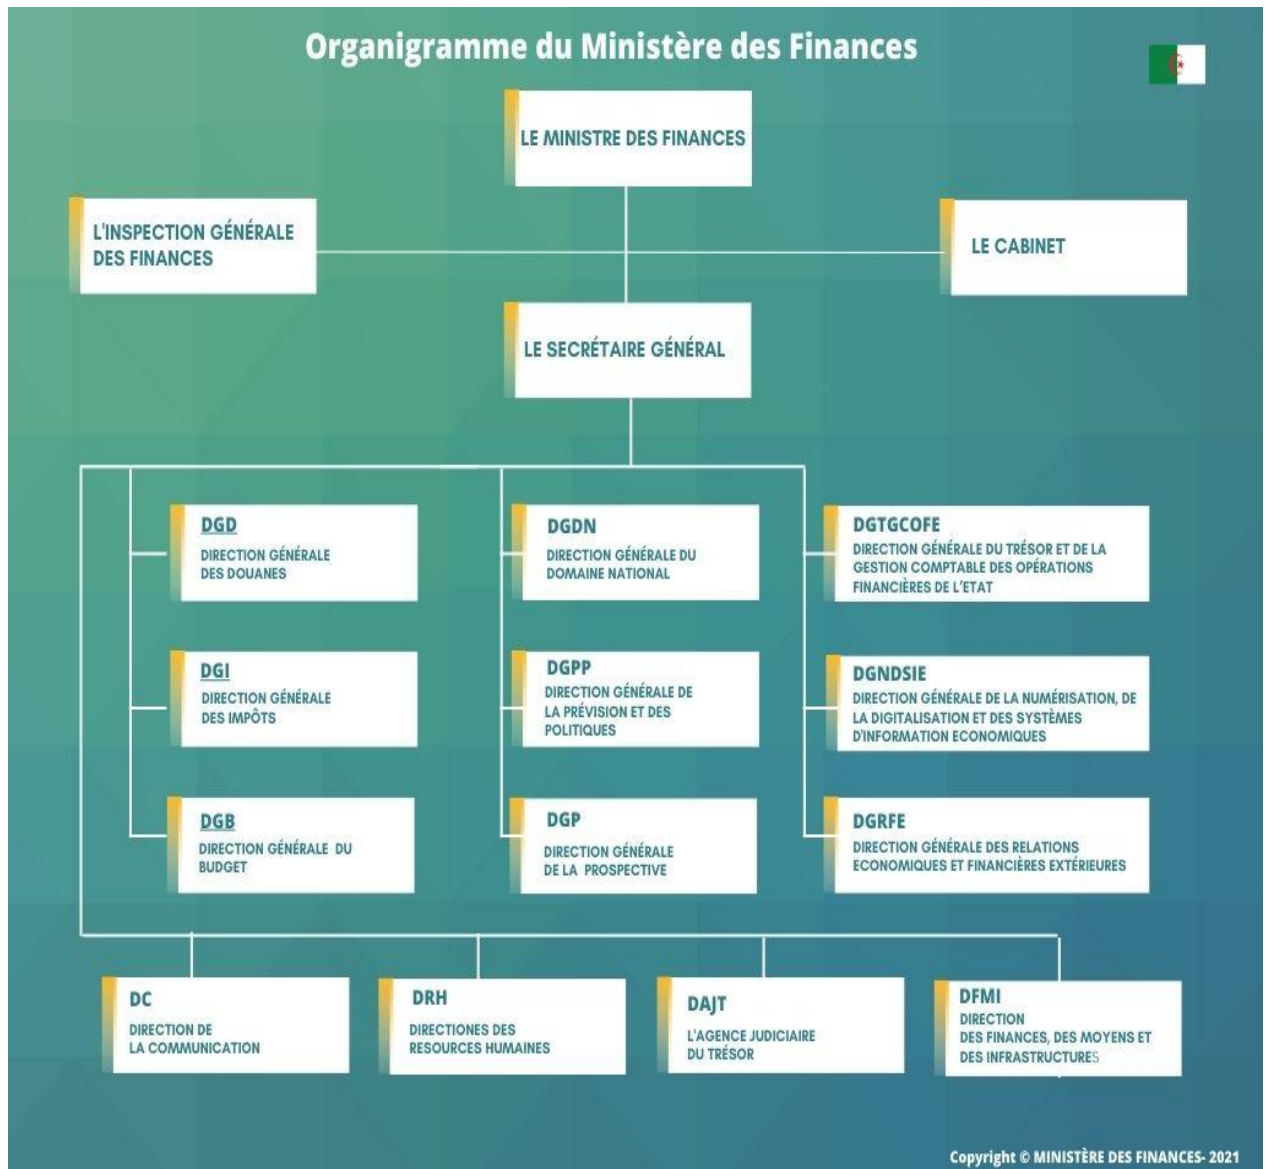 Organigramme du Ministère des Finances
LE MINISTRE DES FINANCES
L'INSPECTION GÉNÉRALE
DES FINANCES
LE CABINET
LE SECRÉTAIRE GÉNÉRAL
DGD
DIRECTION GÉNÉRALE
DES DOUANES
DGDN
DIRECTION GÉNÉRALE DU
DOMAINE NATIONAL
DGTGCOFE
DIRECTION GÉNÉRALE DU TRÉSOR ET DE LA
GESTION COMPTABLE DES OPÉRATIONS
FINANCIÈRES DE L'ETAT
DGI
DIRECTION GÉNÉRALE
DES IMPÔTS
DGPP
DIRECTION GÉNÉRALE DE
LA PRÉVISION ET DES
POLITIQUES
DGNDSIE
DIRECTION GÉNÉRALE DE LA NUMÉRISATION, DE
LA DIGITALISATION ET DES SYSTÈMES
D'INFORMATION ECONOMIQUES
DGB
DIRECTION GÉNÉRALE DU
BUDGET
DGP
DIRECTION GÉNÉRALE
DE LA PROSPECTIVE
DGRFE
DIRECTION GÉNÉRALE DES RELATIONS
ECONOMIQUES ET FINANCIÈRES EXTÉRIEURES
DC
DIRECTION DE
LA COMMUNICATION
DRH
DIRECTIONES DES
RESOURCES HUMAINES
DAJT
L'AGENCE JUDICIAIRE
DU TRÉSOR
DFMI
DIRECTION
DES FINANCES, DES MOYENS ET
DES INFRASTRUCTURES
Copyright © MINISTÈRE DES FINANCES- 2021